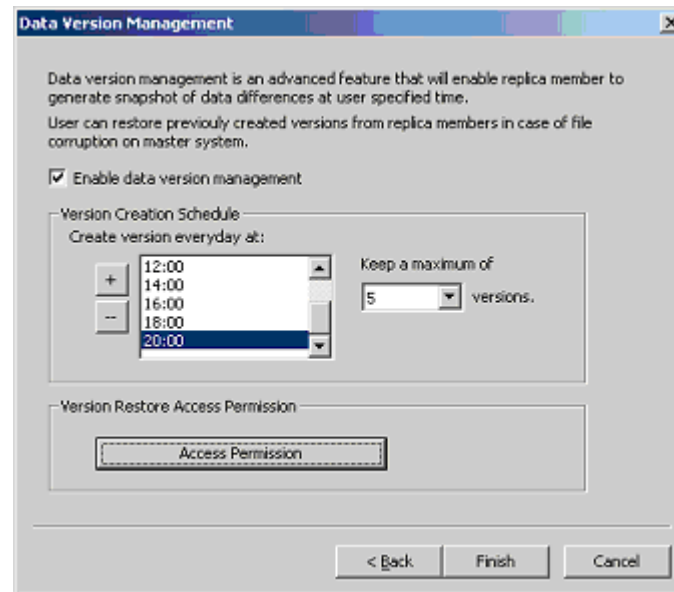 Data Version Management
Data version management is an advanced feature that will enable replica member to
generate snapshot of data differences at user specified time.
User can restore previouly created versions from replica members in case of file
corruption on master system.
Enable data version management
Version Creation Schedule
Create version everyday at:
+
--
12:00
14:00
16:00
18:00
20:00
Keep a maximum of
5 versions.
Version Restore Access Permission
Access Permission
< Back Finish Cancel